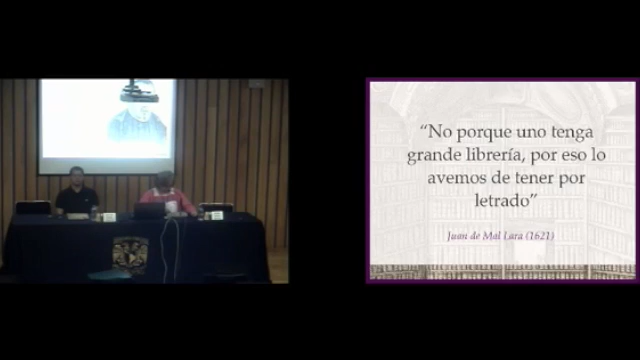 “No porque uno tenga
grande librería, por eso lo
avemos de tener por
letrado”
Juan de Mal Lara (1621)